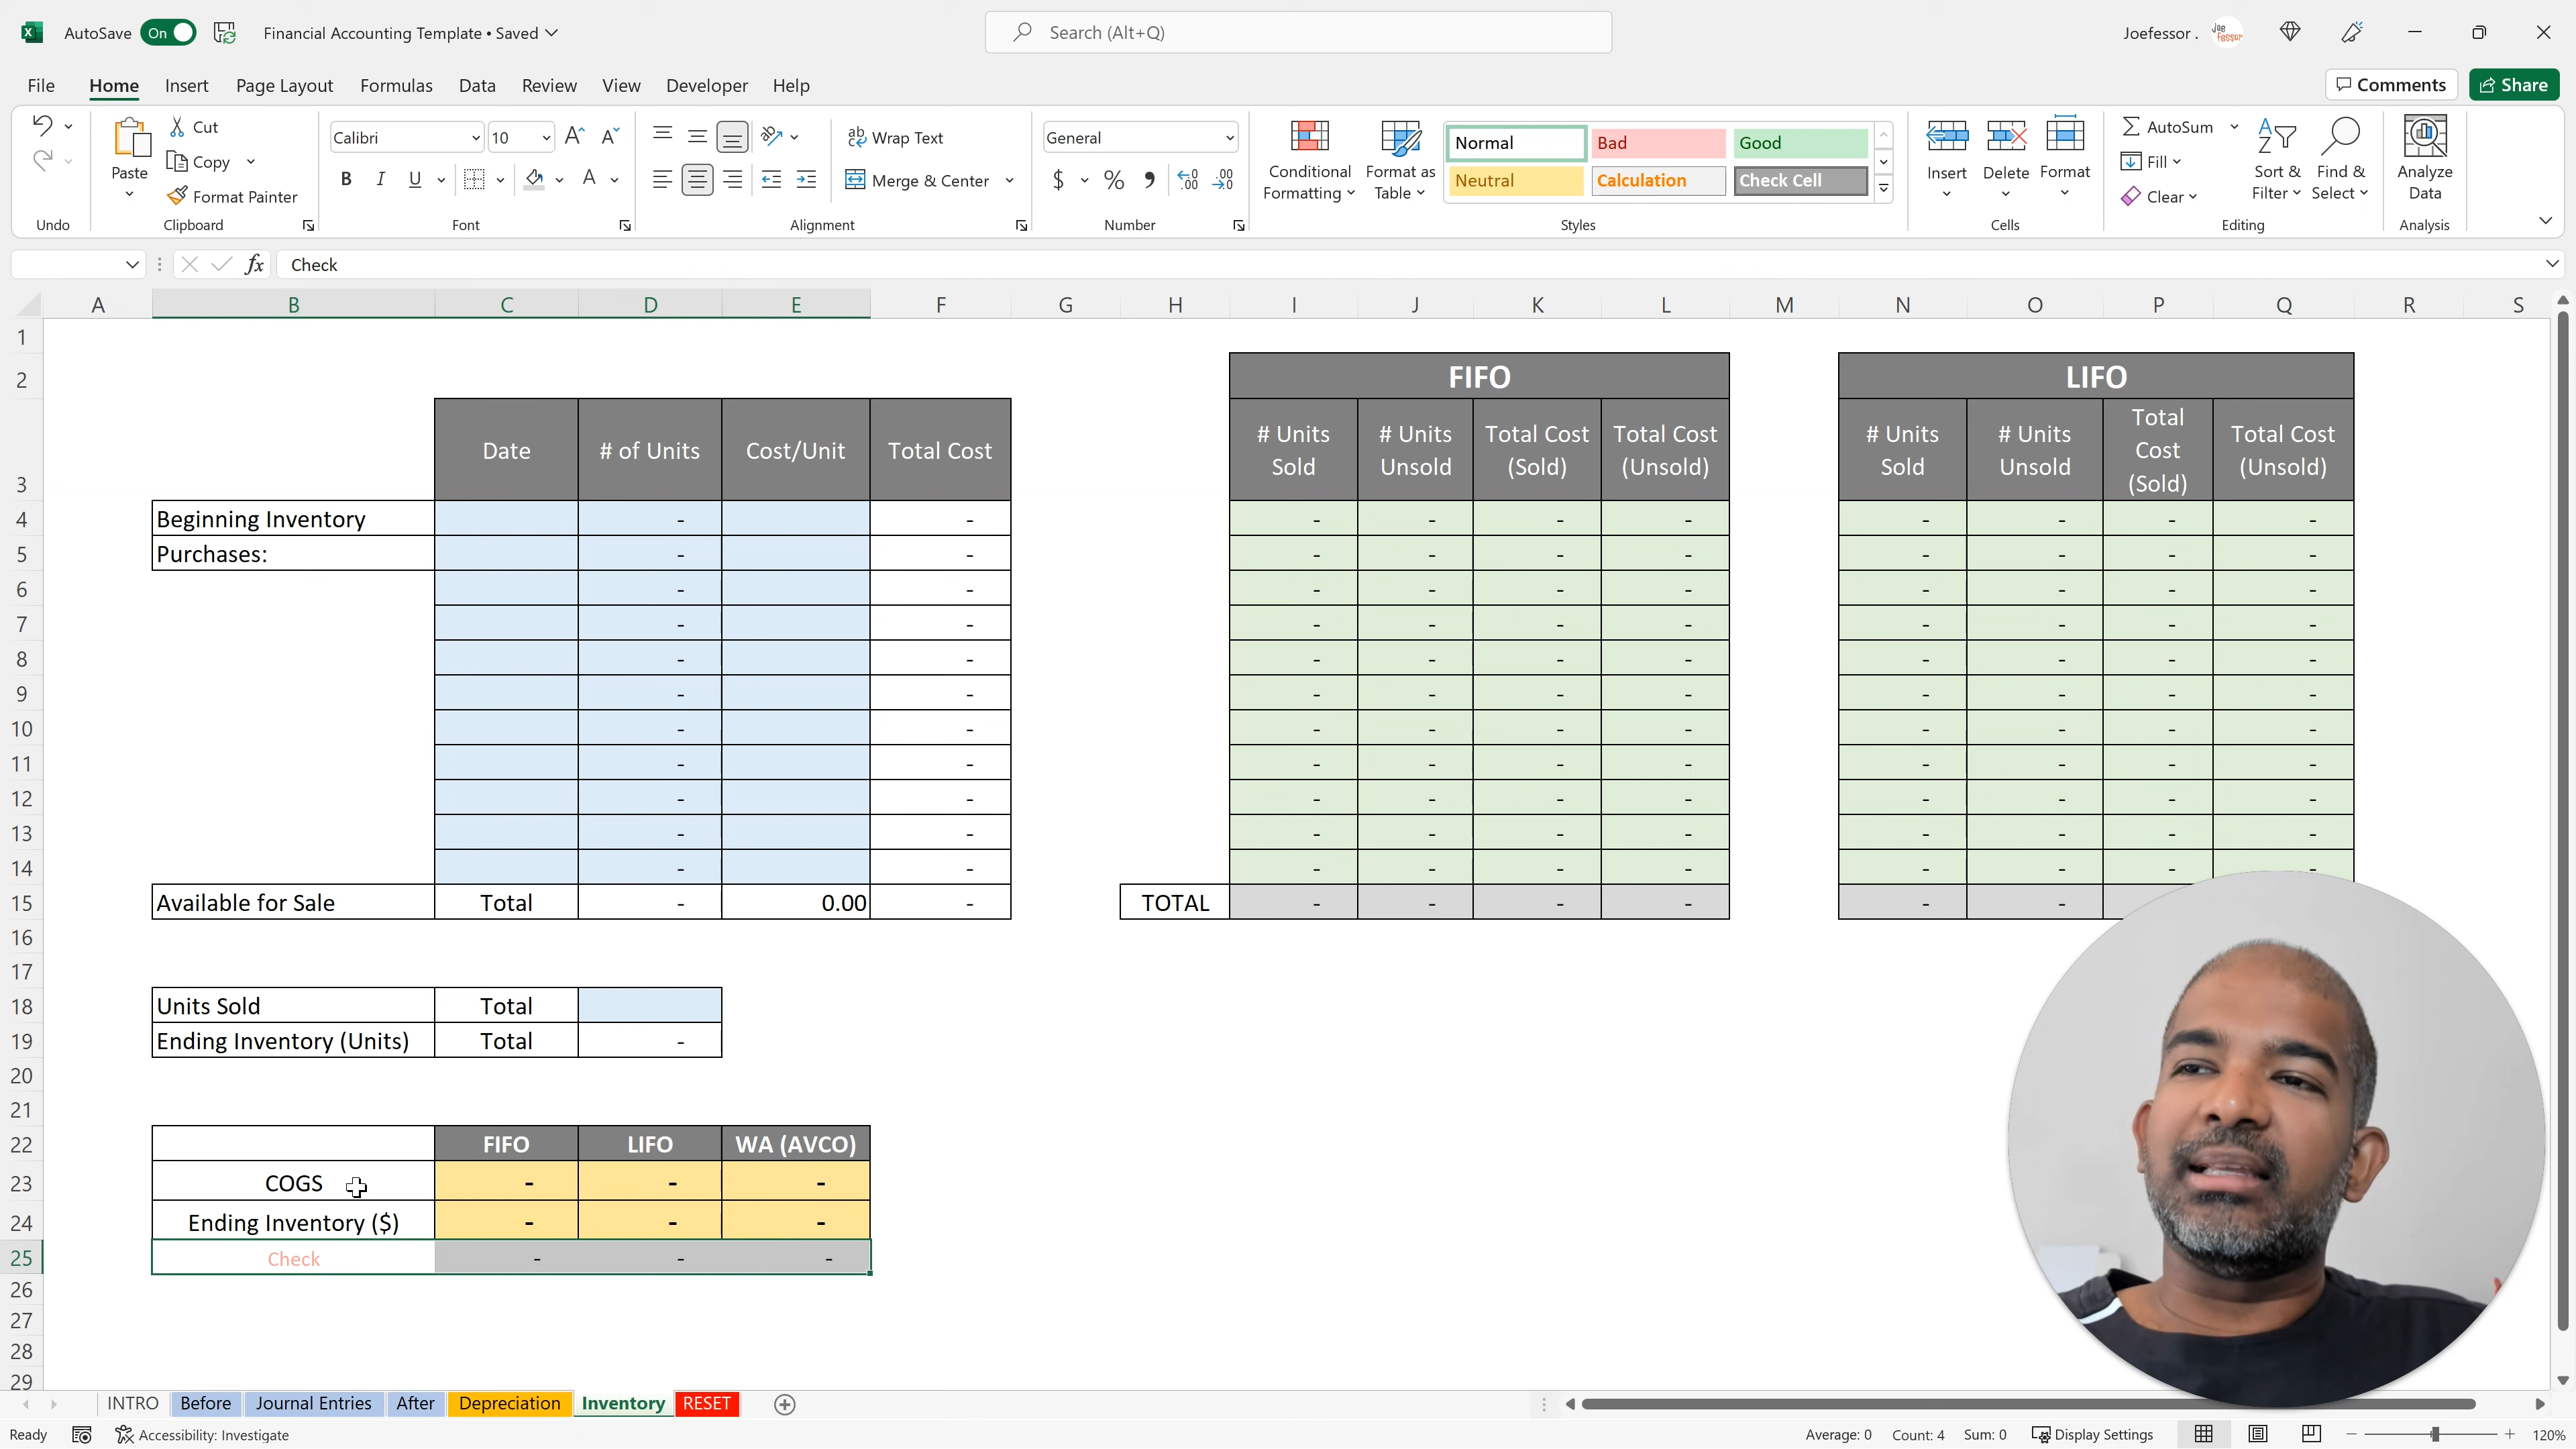 AutoSave On Financial Accounting Template • Saved Search (Alt+Q) Joefessor . Joe fessor
File Home Insert Page Layout Formulas Data Review View Developer Help Comments Share
Paste Cut Copy Format Painter
Calibri 10
B I U A
ab Wrap Text
Merge & Center
General
$ % 9
Conditional Formatting
Format as Table
Normal Bad Good
Neutral Calculation Check Cell
Insert Delete Format
AutoSum Fill Clear
Sort & Filter
Find & Select
Analyze Data
Undo Clipboard Font Alignment Number Styles Cells Editing Analysis
fx Check
A B C D E F G H I J K L M N O P Q R S
1
2 FIFO LIFO
3 Date # of Units Cost/Unit Total Cost # Units Sold # Units Unsold Total Cost (Sold) Total Cost (Unsold) # Units Sold # Units Unsold Total Cost (Sold) Total Cost (Unsold)
4 Beginning Inventory - - - - - - - - - -
5 Purchases: - - - - - - - - - -
6 - - - - - - - - - -
7 - - - - - - - - - -
8 - - - - - - - - - -
9 - - - - - - - - - -
10 - - - - - - - - - -
11 - - - - - - - - - -
12 - - - - - - - - - -
13 - - - - - - - - - -
14 - - - - - - - - - -
15 Available for Sale Total - 0.00 - TOTAL - - - - - -
16
17
18 Units Sold Total
19 Ending Inventory (Units) Total -
20
21
22 FIFO LIFO WA (AVCO)
23 COGS - - -
24 Ending Inventory ($) - - -
25 Check - - -
26
27
28
29
INTRO Before Journal Entries After Depreciation Inventory RESET
Ready Accessibility: Investigate Average: 0 Count: 4 Sum: 0 Display Settings 120%